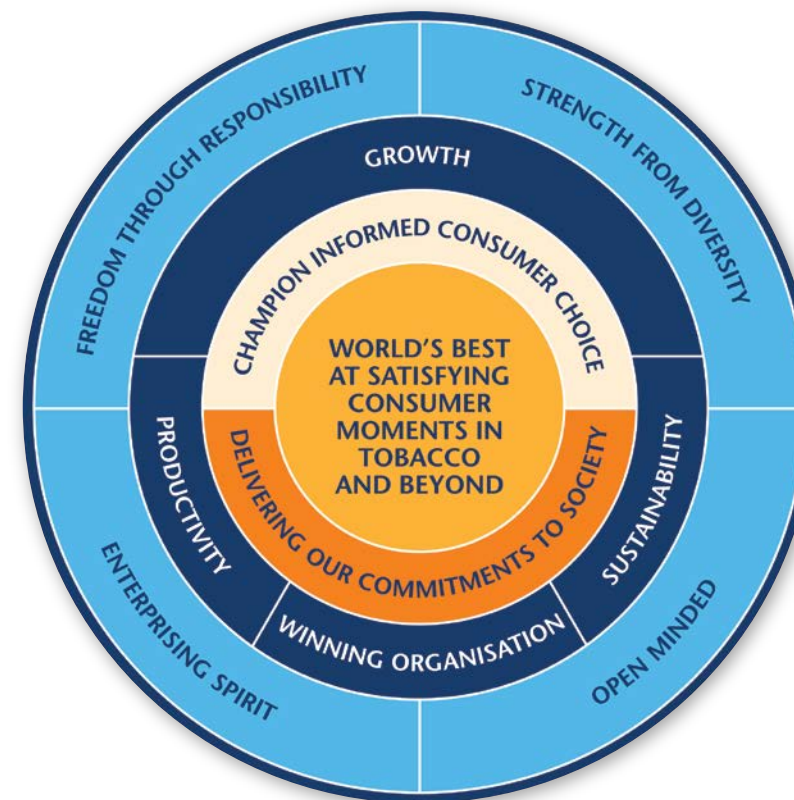 FREEDOM THROUGH RESPONSIBILITY
STRENGTH FROM DIVERSITY
GROWTH
CHAMPION INFORMED CONSUMER CHOICE
WORLD'S BEST
AT SATISFYING
CONSUMER
MOMENTS IN
TOBACCO
AND BEYOND
DELIVERING OUR COMMITMENTS TO SOCIETY
PRODUCTIVITY
SUSTAINABILITY
WINNING ORGANISATION
ENTERPRISING SPIRIT
OPEN MINDED